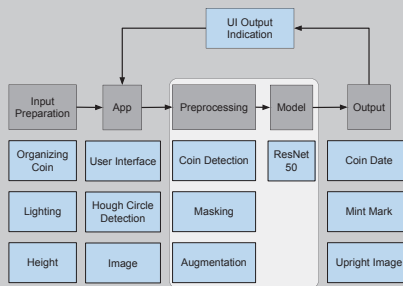 UI Output
Indication
Input
Preparation
App
Preprocessing
Model
Output
Organizing
Coin
User Interface
Coin Detection
ResNet
50
Coin Date
Lighting
Hough Circle
Detection
Masking
Mint Mark
Height
Image
Augmentation
Upright Image